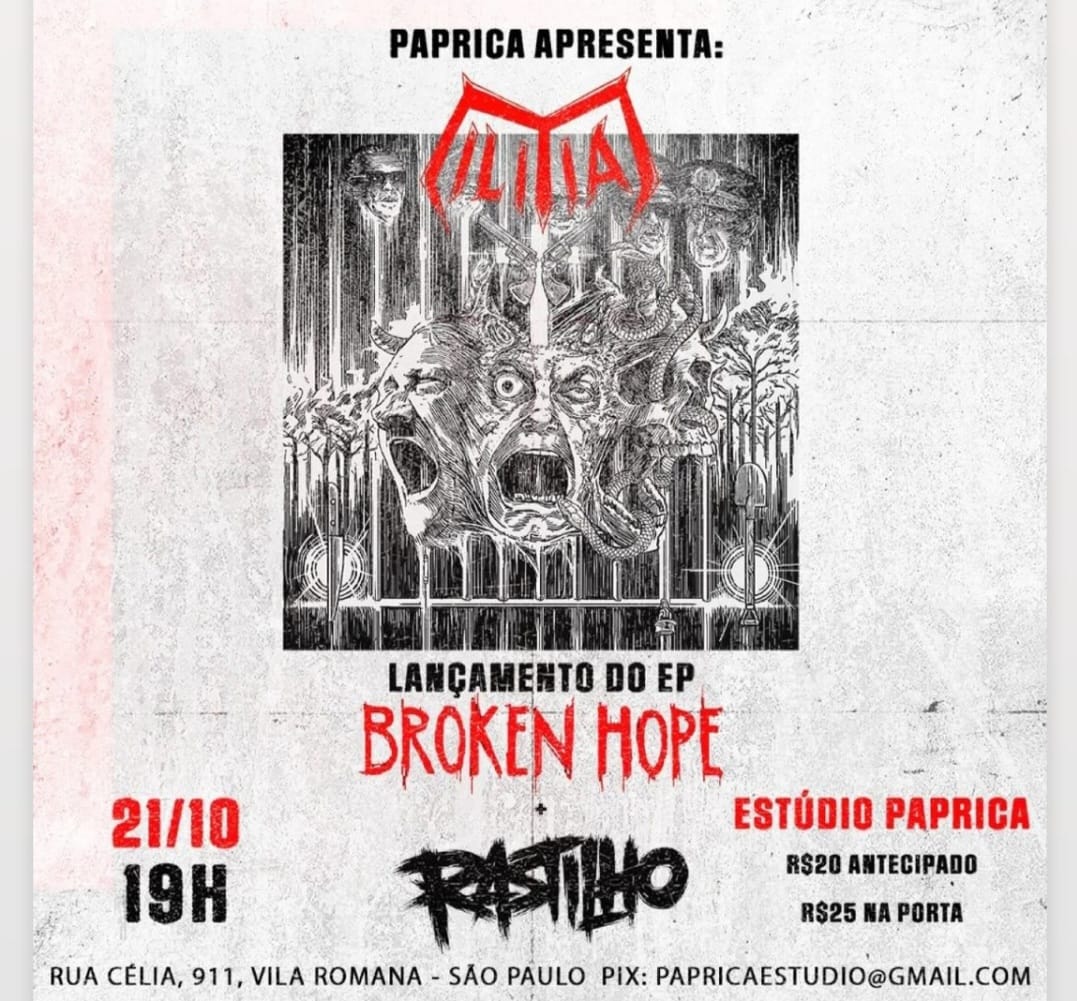 PAPRICA APRESENTA:
MILITIA
LANÇAMENTO DO EP
BROKEN HOPE
+
RASTILHO
21/10
19H
ESTÚDIO PAPRICA
R$20 ANTECIPADO
R$25 NA PORTA
RUA CÉLIA, 911, VILA ROMANA - SÃO PAULO PIX: PAPRICAESTUDIO@GMAIL.COM